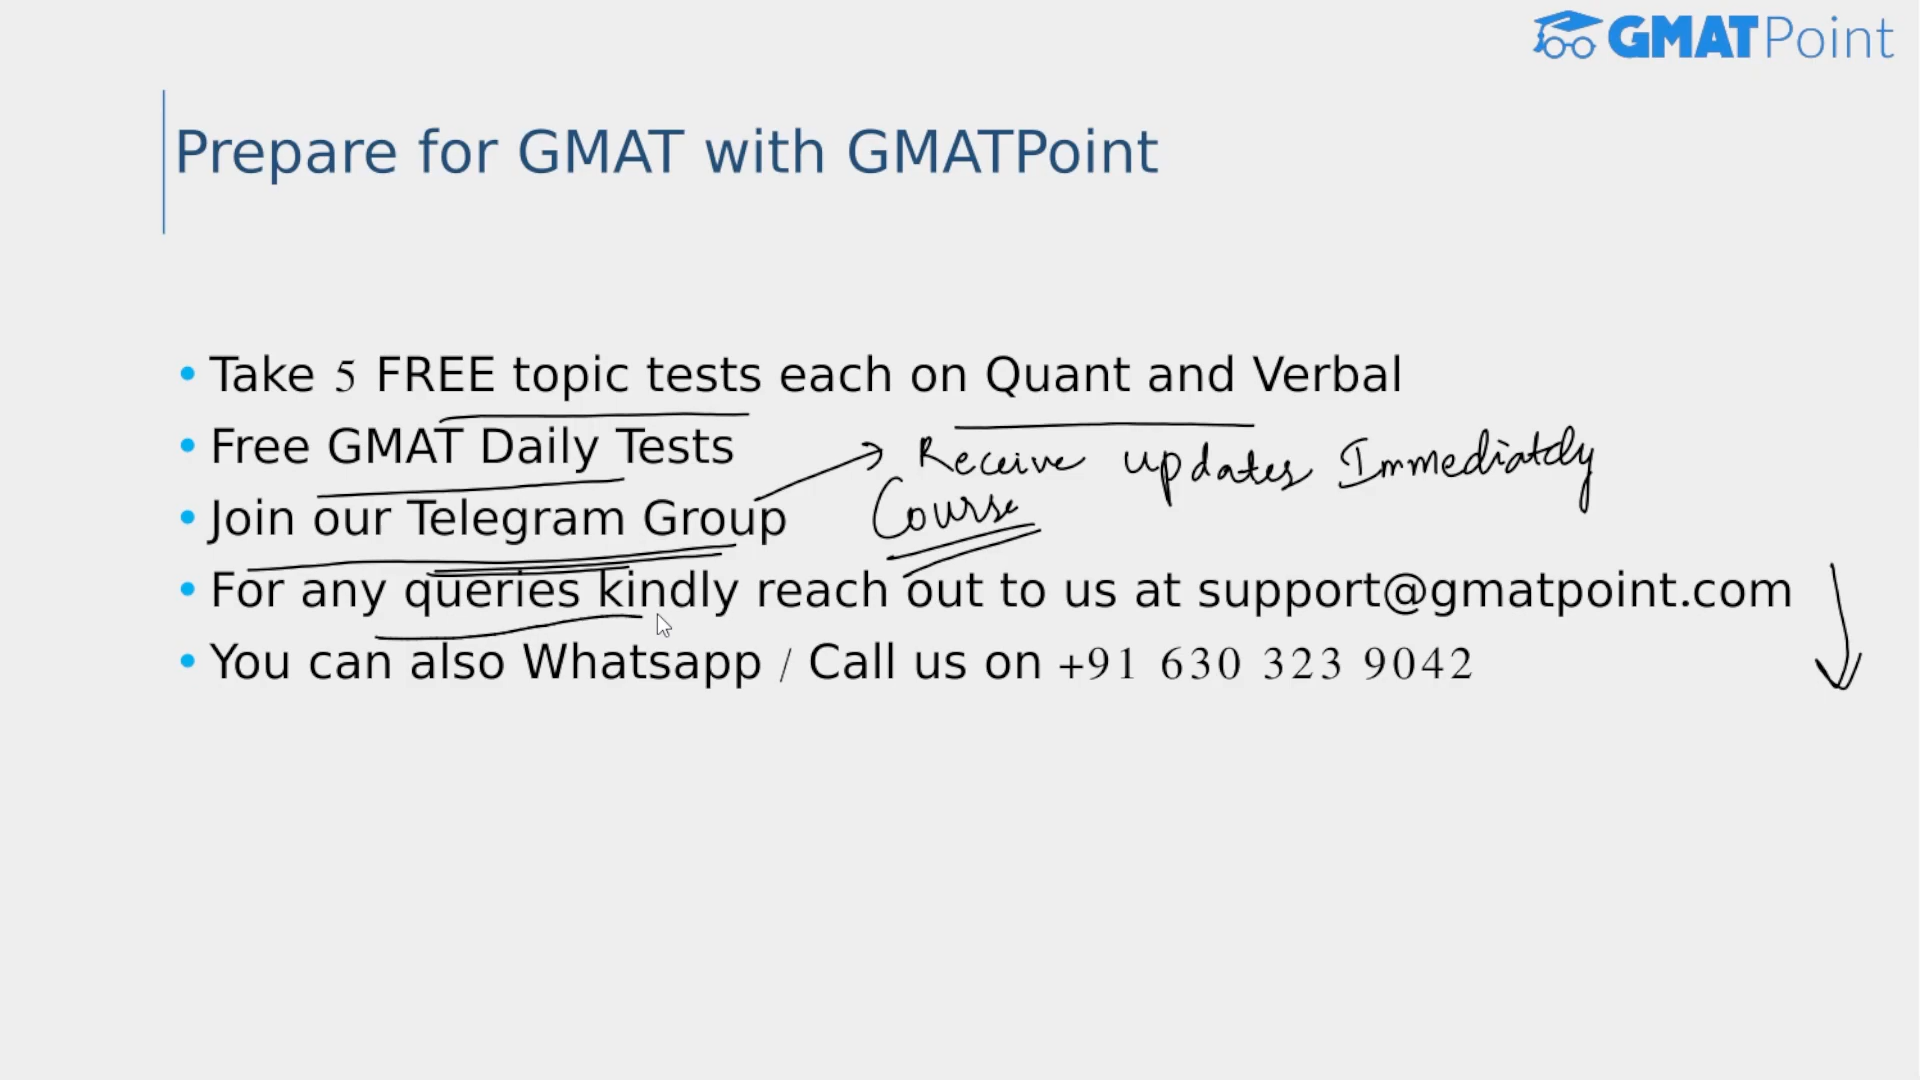 GMATPoint
Prepare for GMAT with GMATPoint
• Take 5 FREE topic tests each on Quant and Verbal
• Free GMAT Daily Tests
Receive updates Immediately
• Join our Telegram Group
Course
• For any queries kindly reach out to us at support@gmatpoint.com
• You can also Whatsapp / Call us on +91 630 323 9042